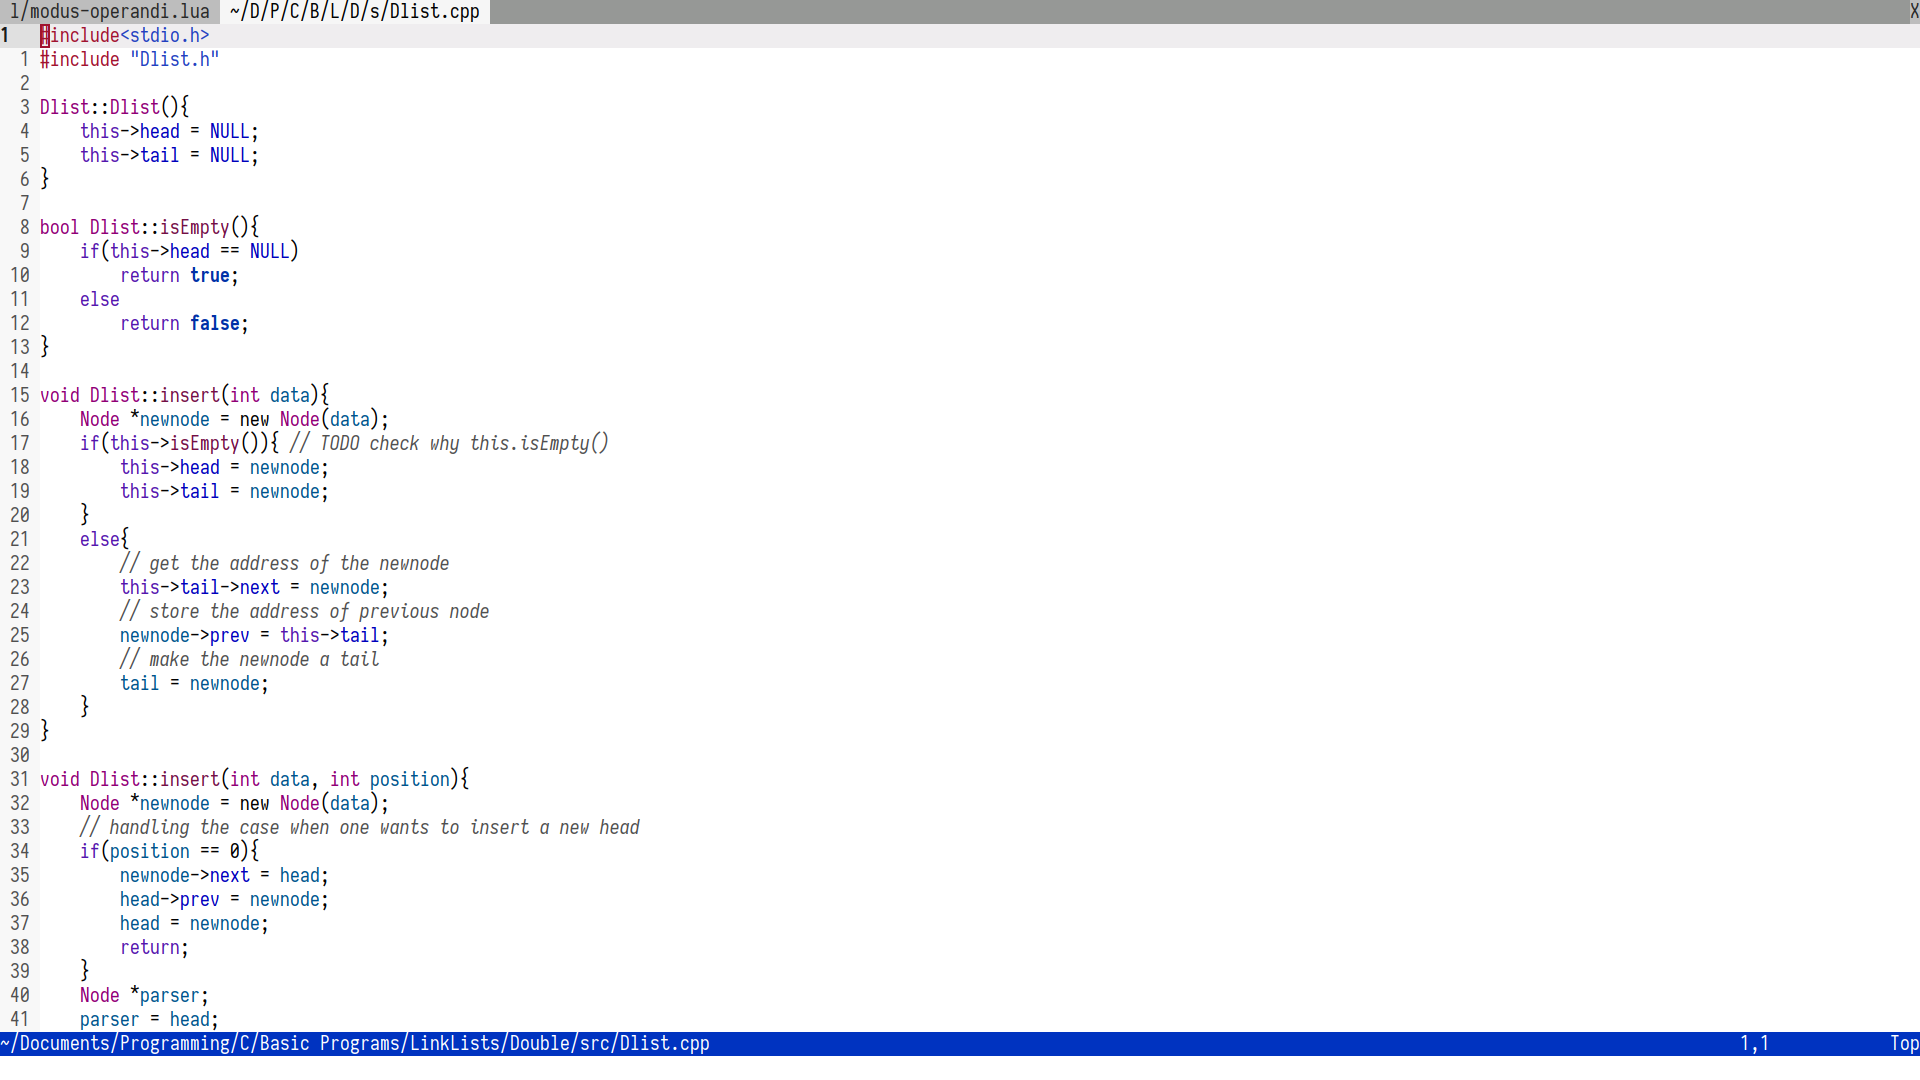 l/modus-operandi.lua  ~/D/P/C/B/L/D/s/Dlist.cpp X
1   #include<stdio.h>
  1 #include "Dlist.h"
  2
  3 Dlist::Dlist(){
  4     this->head = NULL;
  5     this->tail = NULL;
  6 }
  7
  8 bool Dlist::isEmpty(){
  9     if(this->head == NULL)
 10         return true;
 11     else
 12         return false;
 13 }
 14
 15 void Dlist::insert(int data){
 16     Node *newnode = new Node(data);
 17     if(this->isEmpty()){ // TODO check why this.isEmpty()
 18         this->head = newnode;
 19         this->tail = newnode;
 20     }
 21     else{
 22         // get the address of the newnode
 23         this->tail->next = newnode;
 24         // store the address of previous node
 25         newnode->prev = this->tail;
 26         // make the newnode a tail
 27         tail = newnode;
 28     }
 29 }
 30
 31 void Dlist::insert(int data, int position){
 32     Node *newnode = new Node(data);
 33     // handling the case when one wants to insert a new head
 34     if(position == 0){
 35         newnode->next = head;
 36         head->prev = newnode;
 37         head = newnode;
 38         return;
 39     }
 40     Node *parser;
 41     parser = head;
~/Documents/Programming/C/Basic Programs/LinkLists/Double/src/Dlist.cpp 1,1 Top